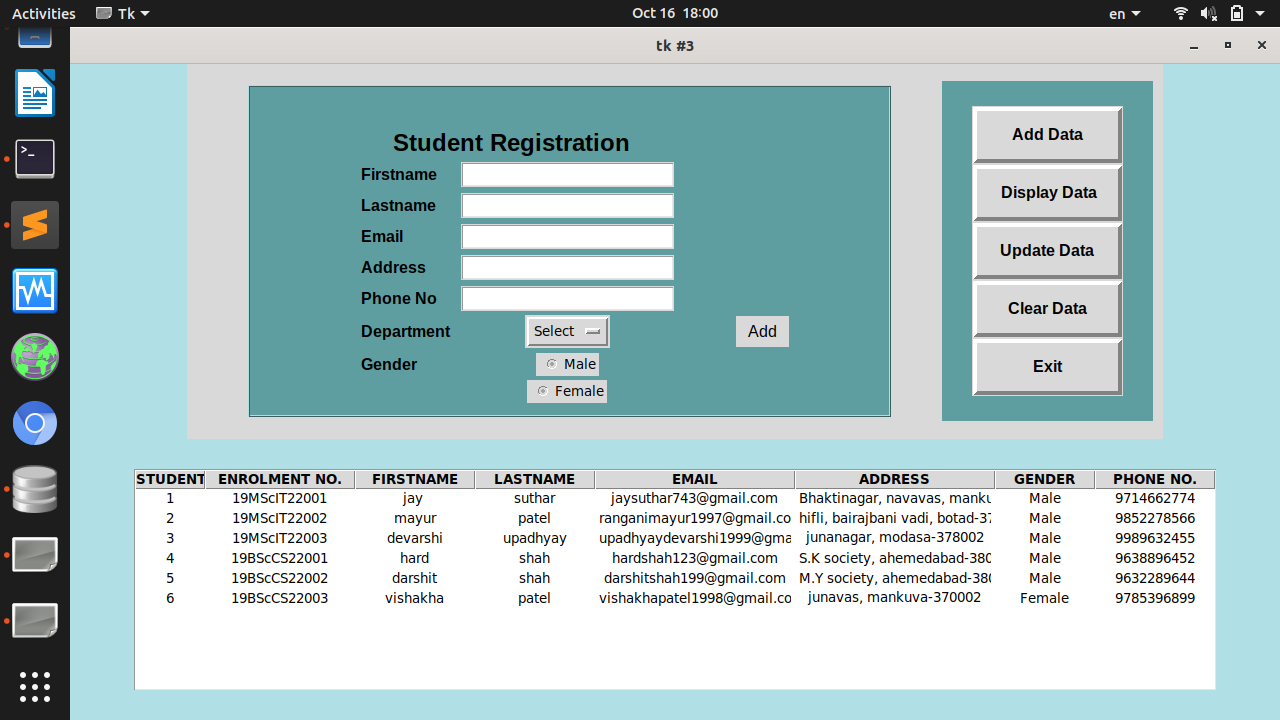 Activities Tk Oct 16 18:00 en
tk #3
Student Registration
Firstname
Lastname
Email
Address
Phone No
Department Select Add
Gender Male
Female
Add Data
Display Data
Update Data
Clear Data
Exit
STUDENT ENROLMENT NO. FIRSTNAME LASTNAME EMAIL ADDRESS GENDER PHONE NO.
1 19MScIT22001 jay suthar jaysuthar743@gmail.com Bhaktinagar, navavas, manku Male 9714662774
2 19MScIT22002 mayur patel ranganimayur1997@gmail.co hifli, bairajbani vadi, botad-37 Male 9852278566
3 19MScIT22003 devarshi upadhyay upadhyaydevarshi1999@gma junanagar, modasa-378002 Male 9989632455
4 19BScCS22001 hard shah hardshah123@gmail.com S.K society, ahemedabad-380 Male 9638896452
5 19BScCS22002 darshit shah darshitshah199@gmail.com M.Y society, ahemedabad-380 Male 9632289644
6 19BScCS22003 vishakha patel vishakhapatel1998@gmail.co junavas, mankuva-370002 Female 9785396899